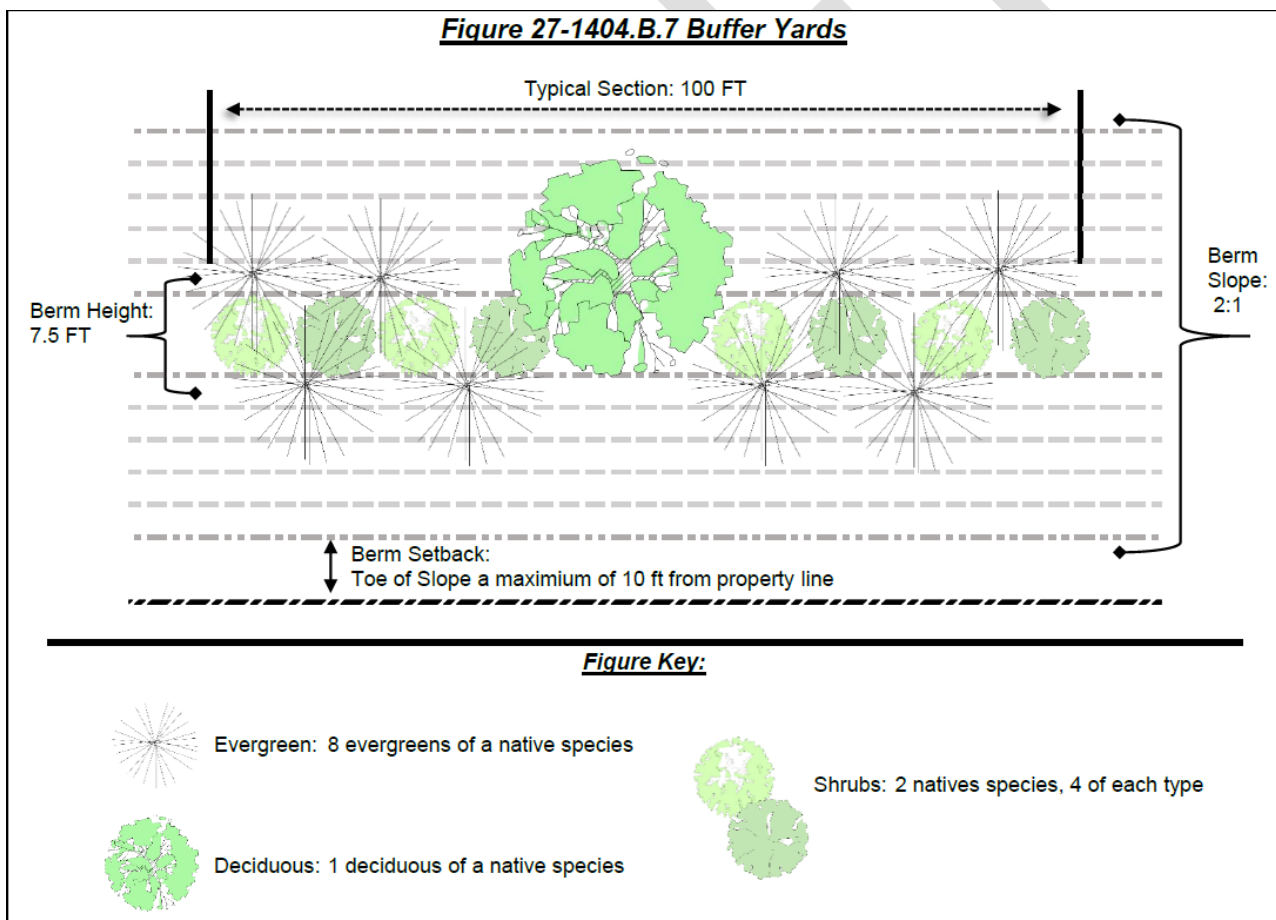 Figure 27-1404.B.7 Buffer Yards
Typical Section: 100 FT
Berm Height:
7.5 FT
Berm
Slope:
2:1
Berm Setback:
Toe of Slope a maximium of 10 ft from property line
Figure Key:
Evergreen: 8 evergreens of a native species
Shrubs: 2 natives species, 4 of each type
Deciduous: 1 deciduous of a native species